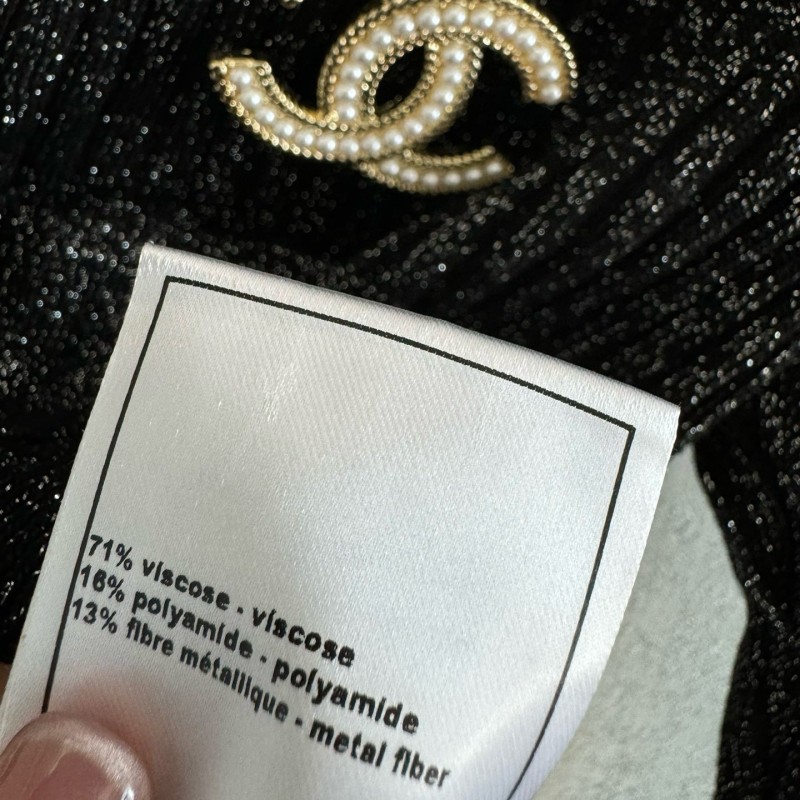 71% viscose - viscose
16% polyamide - polyamide
13% fibre métallique - metal fiber